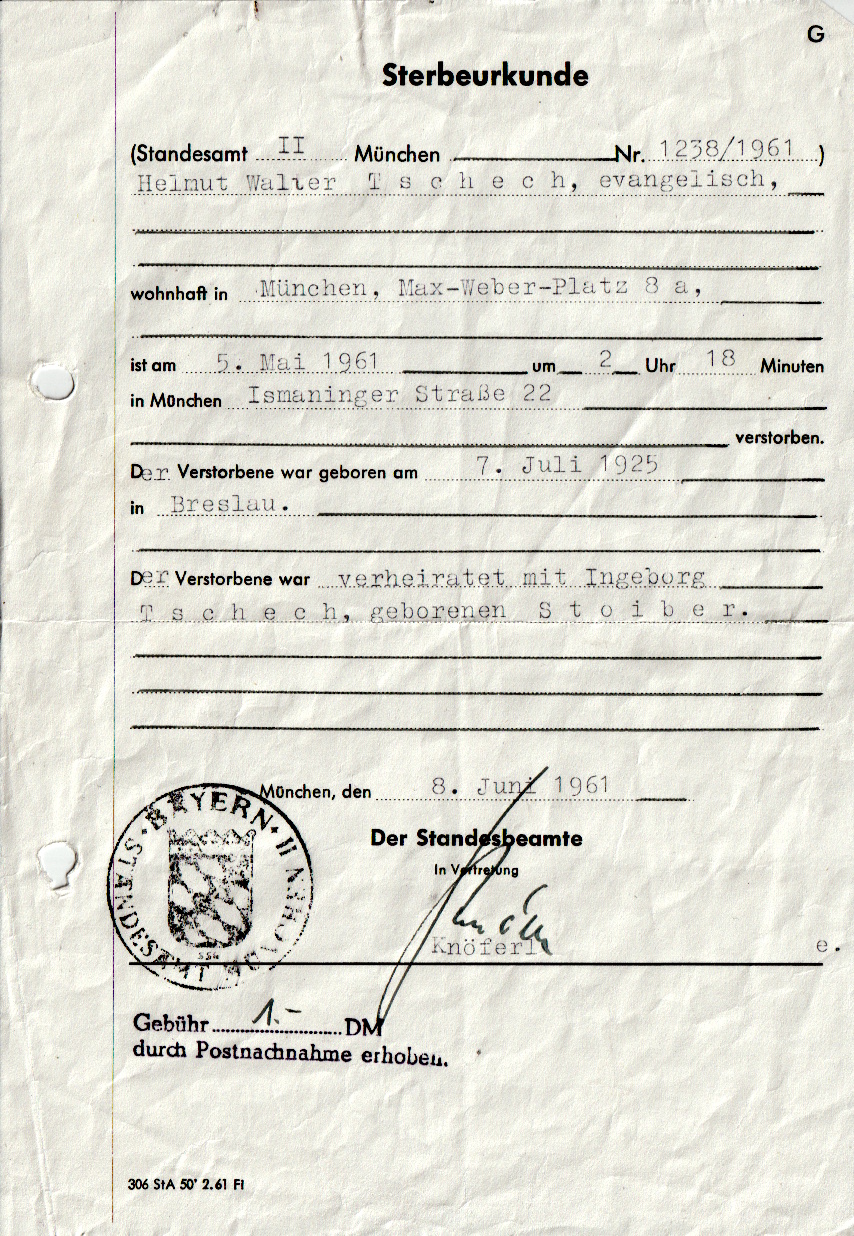 G
Sterbeurkunde
(Standesamt II München Nr. 1238/1961)
Helmut Walter T s c h e c h, evangelisch,
wohnhaft in München, Max-Weber-Platz 8 a,
ist am 5. Mai 1961 um 2 Uhr 18 Minuten
in München Ismaninger Straße 22
verstorben.
Der Verstorbene war geboren am 7. Juli 1925
in Breslau.
Der Verstorbene war verheiratet mit Ingeborg
T s c h e c h, geborenen S t o i b e r.
München, den 8. Juni 1961
Der Standesbeamte
In Vertretung
Knöferl e.
BAYERN STANDESAMT MÜNCHEN II
Gebühr 1.- DM
durch Postnachnahme erhoben.
306 StA 50' 2.61 Fl